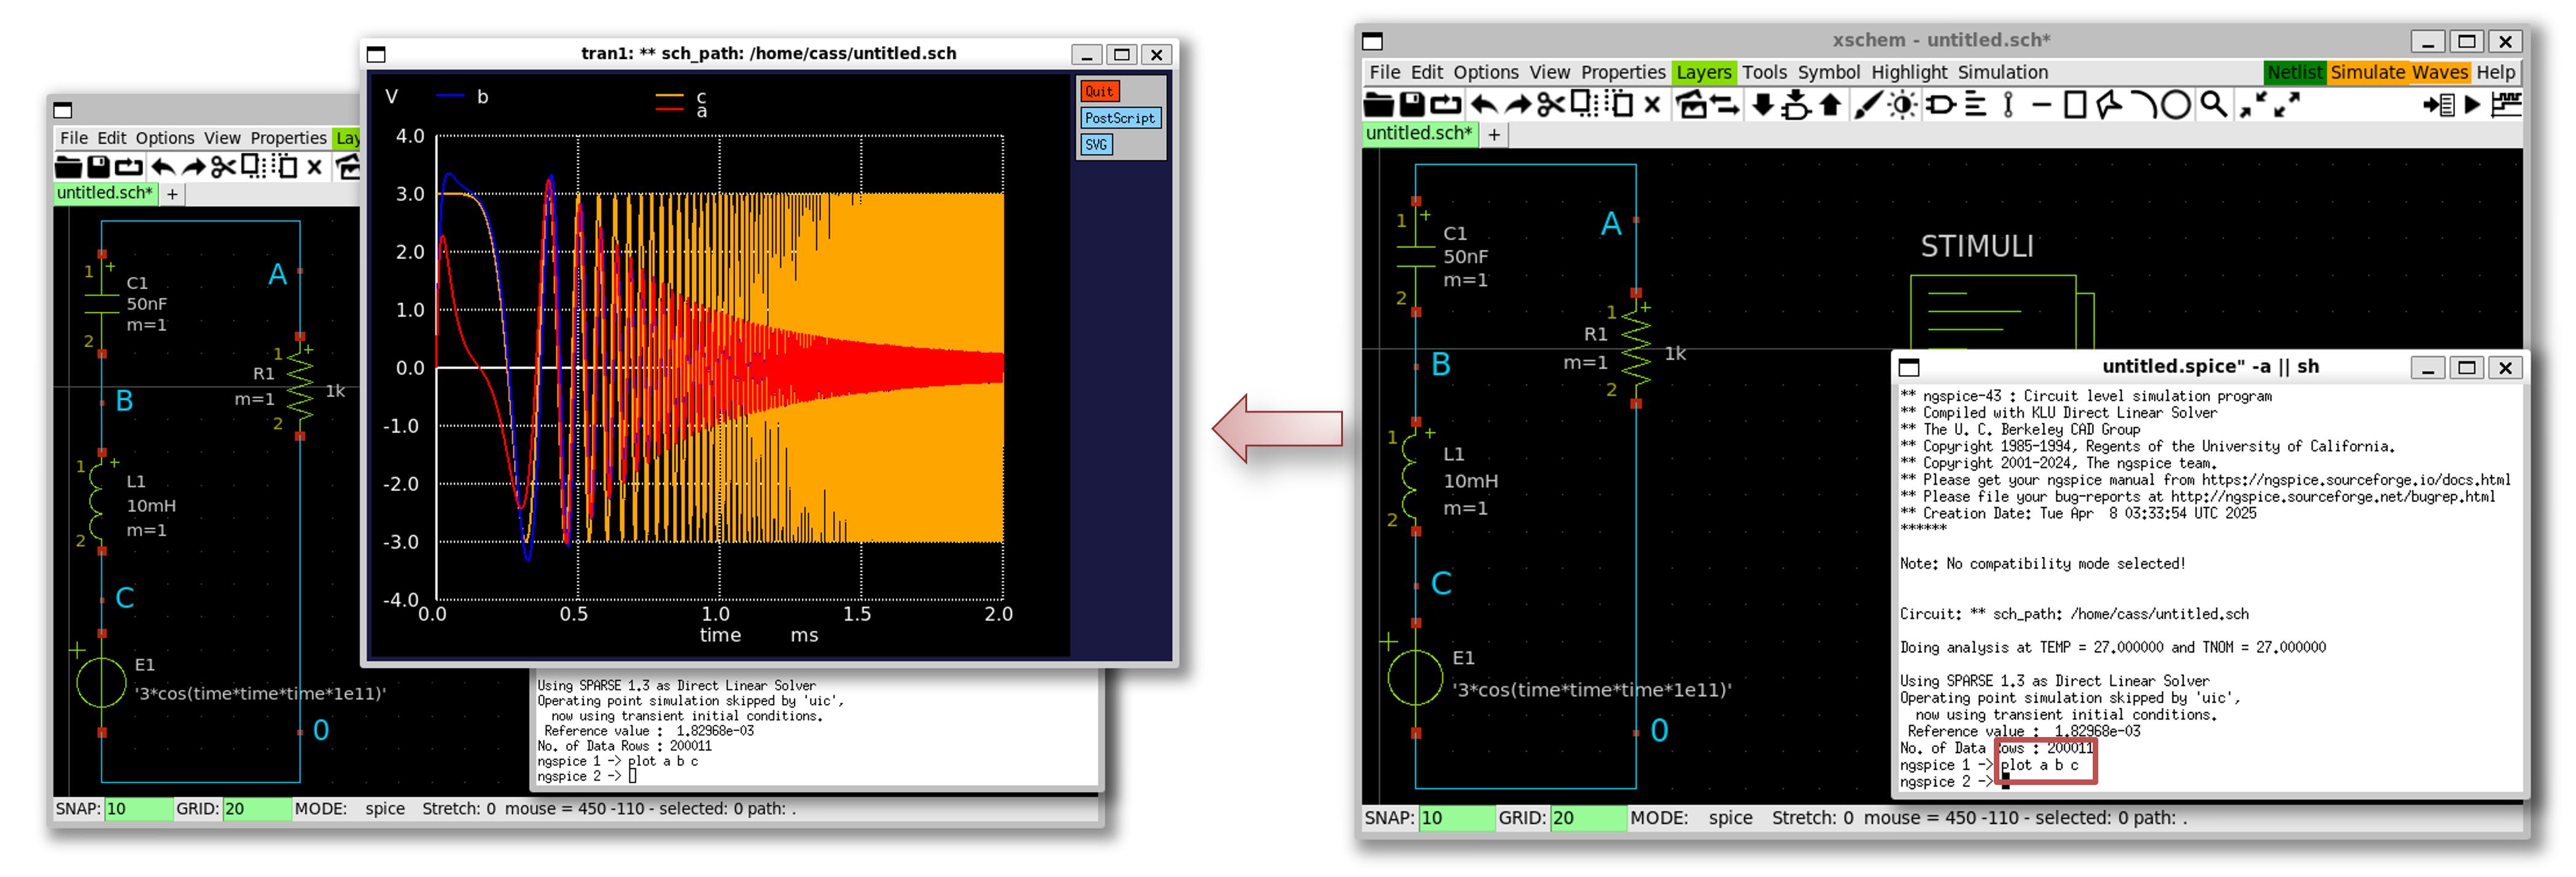 File Edit Options View Properties Lay
untitled.sch* +
1 +
C1
50nF
m=1
2
A
1 +
R1
m=1
1k
2
B
1 +
L1
10mH
m=1
2
C
+
E1
'3*cos(time*time*time*1e11)'
0
SNAP: 10 GRID: 20 MODE: spice Stretch: 0 mouse = 450 -110 - selected: 0 path: .
tran1: ** sch_path: /home/cass/untitled.sch
V b c
a
Quit
PostScript
SVG
4.0
3.0
2.0
1.0
0.0
-1.0
-2.0
-3.0
-4.0
0.0 0.5 1.0 1.5 2.0
time ms
Using SPARSE 1.3 as Direct Linear Solver
Operating point simulation skipped by 'uic',
now using transient initial conditions.
Reference value : 1.82968e-03
No. of Data Rows : 200011
ngspice 1 -> plot a b c
ngspice 2 ->
xschem - untitled.sch*
File Edit Options View Properties Layers Tools Symbol Highlight Simulation Netlist Simulate Waves Help
untitled.sch* +
1 +
C1
50nF
m=1
2
A
1 +
R1
m=1
1k
2
B
1 +
L1
10mH
m=1
2
C
+
E1
'3*cos(time*time*time*1e11)'
0
STIMULI
SNAP: 10 GRID: 20 MODE: spice Stretch: 0 mouse = 450 -110 - selected: 0 path: .
untitled.spice" -a || sh
** ngspice-43 : Circuit level simulation program
** Compiled with KLU Direct Linear Solver
** The U. C. Berkeley CAD Group
** Copyright 1985-1994, Regents of the University of California.
** Copyright 2001-2024, The ngspice team.
** Please get your ngspice manual from https://ngspice.sourceforge.io/docs.html
** Please file your bug-reports at http://ngspice.sourceforge.net/bugrep.html
** Creation Date: Tue Apr 8 03:33:54 UTC 2025
******
Note: No compatibility mode selected!
Circuit: ** sch_path: /home/cass/untitled.sch
Doing analysis at TEMP = 27.000000 and TNOM = 27.000000
Using SPARSE 1.3 as Direct Linear Solver
Operating point simulation skipped by 'uic',
now using transient initial conditions.
Reference value : 1.82968e-03
No. of Data Rows : 200011
ngspice 1 -> plot a b c
ngspice 2 ->